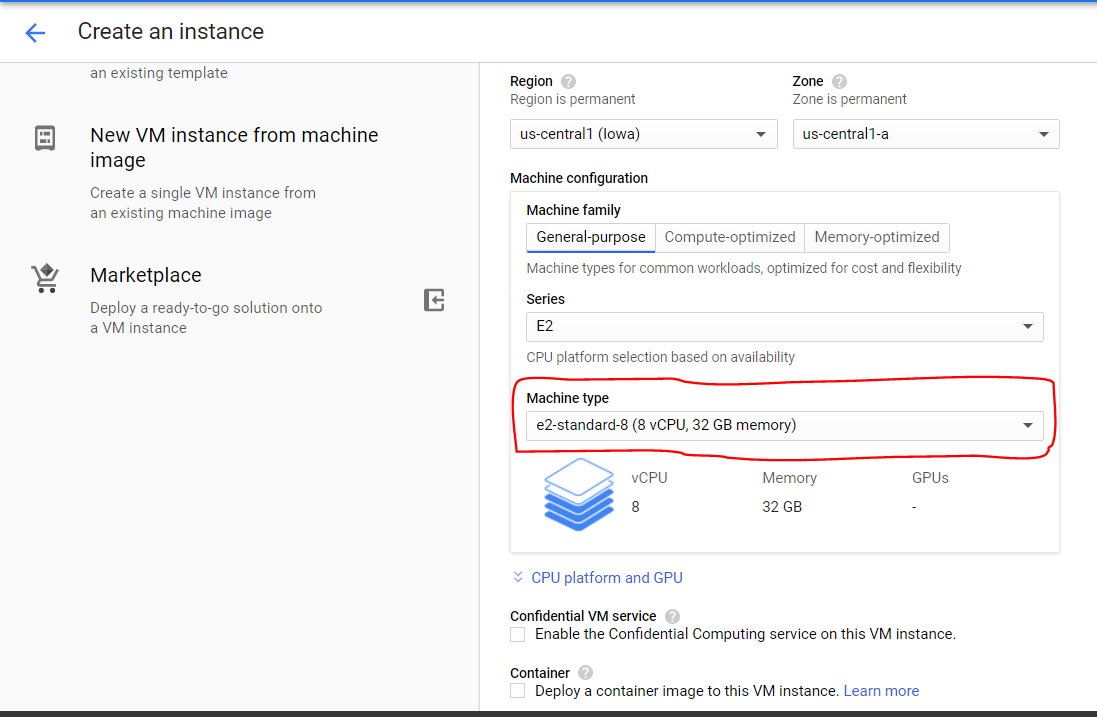 Create an instance
an existing template
New VM instance from machine
image
Create a single VM instance from
an existing machine image
Marketplace
Deploy a ready-to-go solution onto
a VM instance
Region ? Zone ?
Region is permanent Zone is permanent
us-central1 (Iowa) us-central1-a
Machine configuration
Machine family
General-purpose Compute-optimized Memory-optimized
Machine types for common workloads, optimized for cost and flexibility
Series
E2
CPU platform selection based on availability
Machine type
e2-standard-8 (8 vCPU, 32 GB memory)
vCPU Memory GPUs
8 32 GB -
CPU platform and GPU
Confidential VM service ?
Enable the Confidential Computing service on this VM instance.
Container ?
Deploy a container image to this VM instance. Learn more